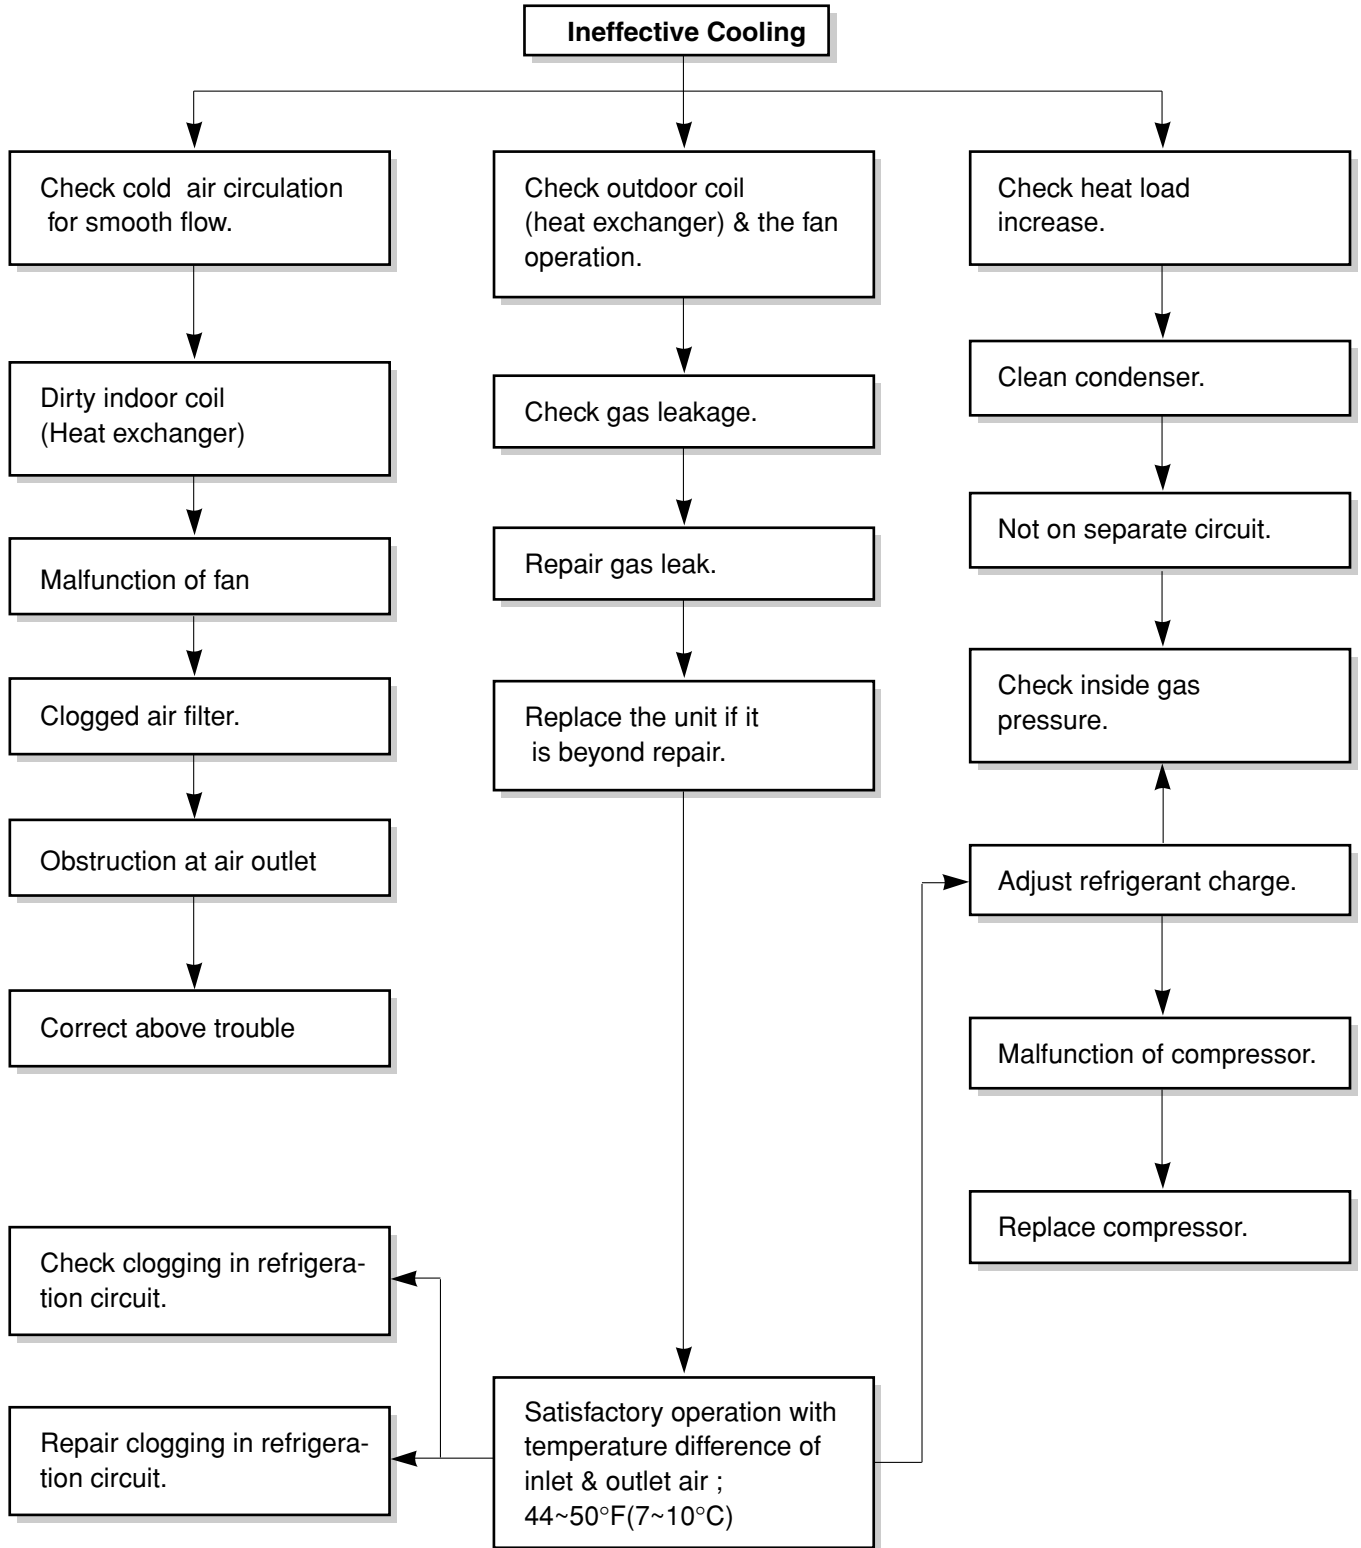 Ineffective Cooling
Check cold air circulation
for smooth flow.
Dirty indoor coil
(Heat exchanger)
Malfunction of fan
Clogged air filter.
Obstruction at air outlet
Correct above trouble
Check outdoor coil
(heat exchanger) & the fan
operation.
Check gas leakage.
Repair gas leak.
Replace the unit if it
is beyond repair.
Check heat load
increase.
Clean condenser.
Not on separate circuit.
Check inside gas
pressure.
Adjust refrigerant charge.
Malfunction of compressor.
Replace compressor.
Check clogging in refrigera-
tion circuit.
Repair clogging in refrigera-
tion circuit.
Satisfactory operation with
temperature difference of
inlet & outlet air ;
44~50°F(7~10°C)